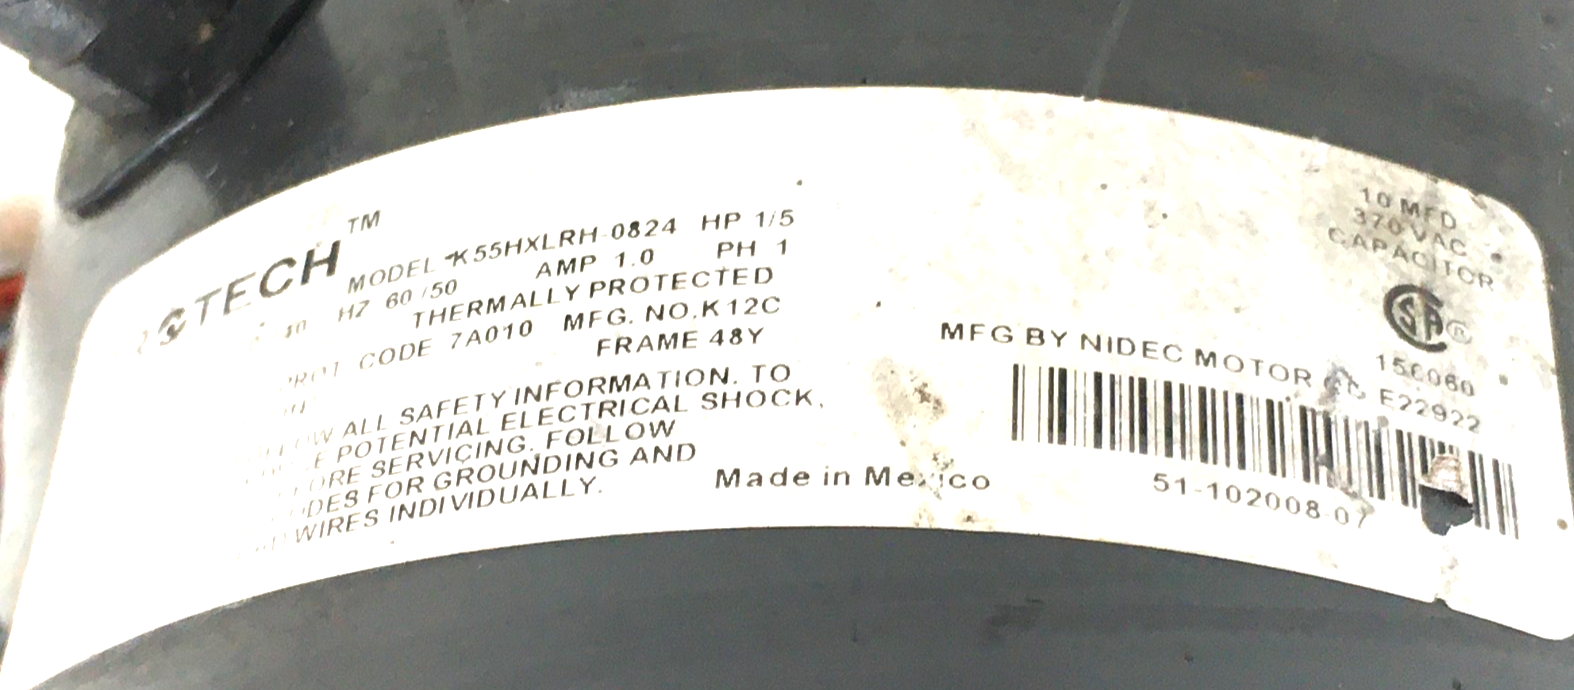 TECH™
MODEL K55HXLRH-0824 HP 1/5
HZ 60/50 AMP 1.0 PH 1
THERMALLY PROTECTED
CODE 7A010 MFG. NO. K12C
FRAME 48Y
ALL SAFETY INFORMATION. TO
POTENTIAL ELECTRICAL SHOCK,
SERVICING. FOLLOW
FOR GROUNDING AND
WIRES INDIVIDUALLY.
Made in Mexico
10 MFD
370 VAC
CAPACITOR
SA®
MFG BY NIDEC MOTOR E22922
51-102008-07